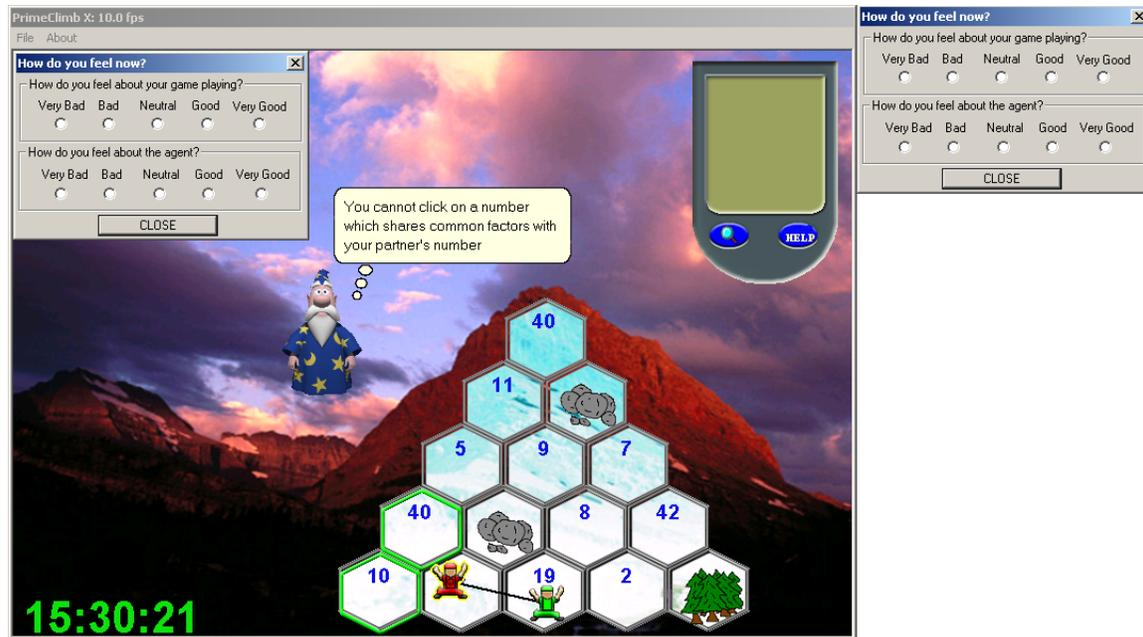 PrimeClimb X: 10.0 fps
File About
How do you feel now?
How do you feel about your game playing?
Very Bad Bad Neutral Good Very Good
How do you feel about the agent?
Very Bad Bad Neutral Good Very Good
CLOSE
How do you feel now?
How do you feel about your game playing?
Very Bad Bad Neutral Good Very Good
How do you feel about the agent?
Very Bad Bad Neutral Good Very Good
CLOSE
You cannot click on a number
which shares common factors with
your partner's number
HELP
40
11
5 9 7
40 8 42
10 19 2
15:30:21